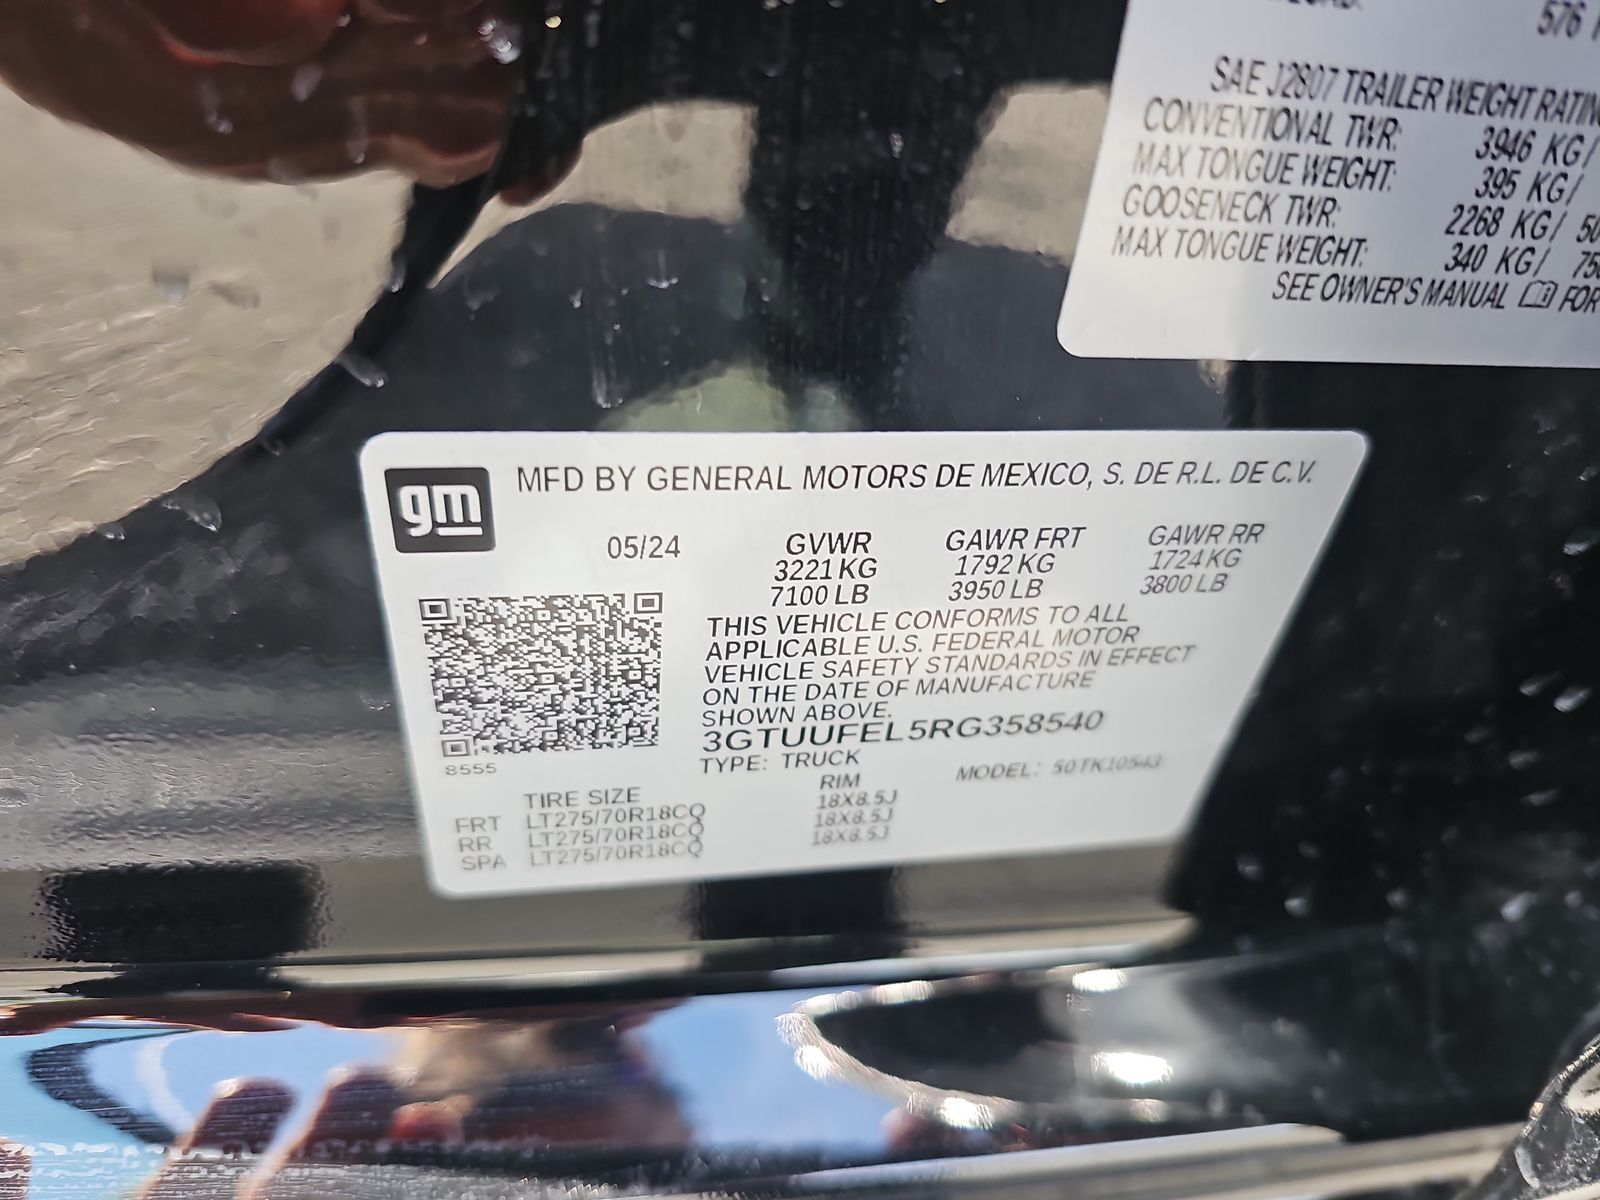 576
SAE J2807 TRAILER WEIGHT RATIN
CONVENTIONAL TWR: 3946 KG/
MAX TONGUE WEIGHT: 395 KG/
GOOSENECK TWR: 2268 KG/ 50
MAX TONGUE WEIGHT: 340 KG/ 750
SEE OWNER'S MANUAL FOR
gm
MFD BY GENERAL MOTORS DE MEXICO, S. DE R.L. DE C.V.
05/24 GVWR GAWR FRT GAWR RR
3221 KG 1792 KG 1724 KG
7100 LB 3950 LB 3800 LB
THIS VEHICLE CONFORMS TO ALL
APPLICABLE U.S. FEDERAL MOTOR
VEHICLE SAFETY STANDARDS IN EFFECT
ON THE DATE OF MANUFACTURE
SHOWN ABOVE.
3GTUUFEL5RG358540
TYPE: TRUCK MODEL: 50TK10543
8555
TIRE SIZE RIM
FRT LT275/70R18CQ 18X8.5J
RR LT275/70R18CQ 18X8.5J
SPA LT275/70R18CQ 18X8.5J